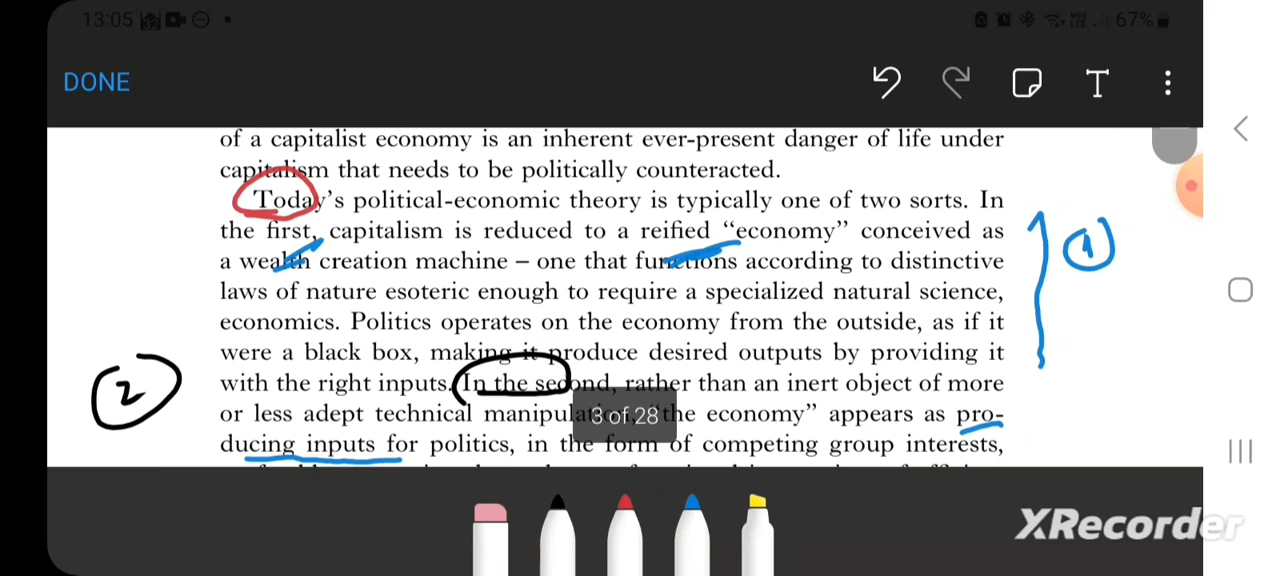 13:05
67%
DONE
T
of a capitalist economy is an inherent ever-present danger of life under
capitalism that needs to be politically counteracted.
Today's political-economic theory is typically one of two sorts. In
the first, capitalism is reduced to a reified “economy” conceived as
a wealth creation machine – one that functions according to distinctive
laws of nature esoteric enough to require a specialized natural science,
economics. Politics operates on the economy from the outside, as if it
were a black box, making it produce desired outputs by providing it
with the right inputs. In the second, rather than an inert object of more
or less adept technical manipulation, “the economy” appears as pro-
ducing inputs for politics, in the form of competing group interests,
1
2
3 of 28
XRecorder